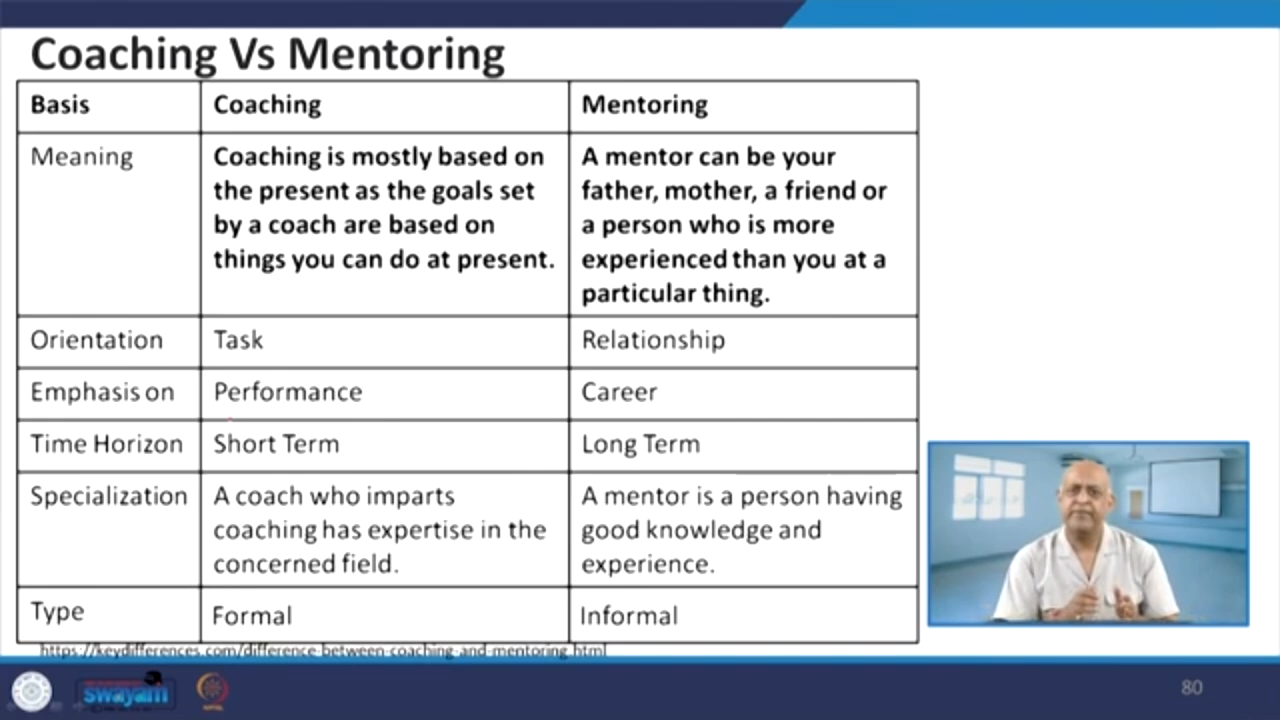 Coaching Vs Mentoring
Basis
Coaching
Mentoring
Meaning
Coaching is mostly based on
the present as the goals set
by a coach are based on
things you can do at present.
A mentor can be your
father, mother, a friend or
a person who is more
experienced than you at a
particular thing.
Orientation
Task
Relationship
Emphasis on
Performance
Career
Time Horizon
Short Term
Long Term
Specialization
A coach who imparts
coaching has expertise in the
concerned field.
A mentor is a person having
good knowledge and
experience.
Type
Formal
Informal
https://keydifferences.com/difference-between-coaching-and-mentoring.html
swayam
80